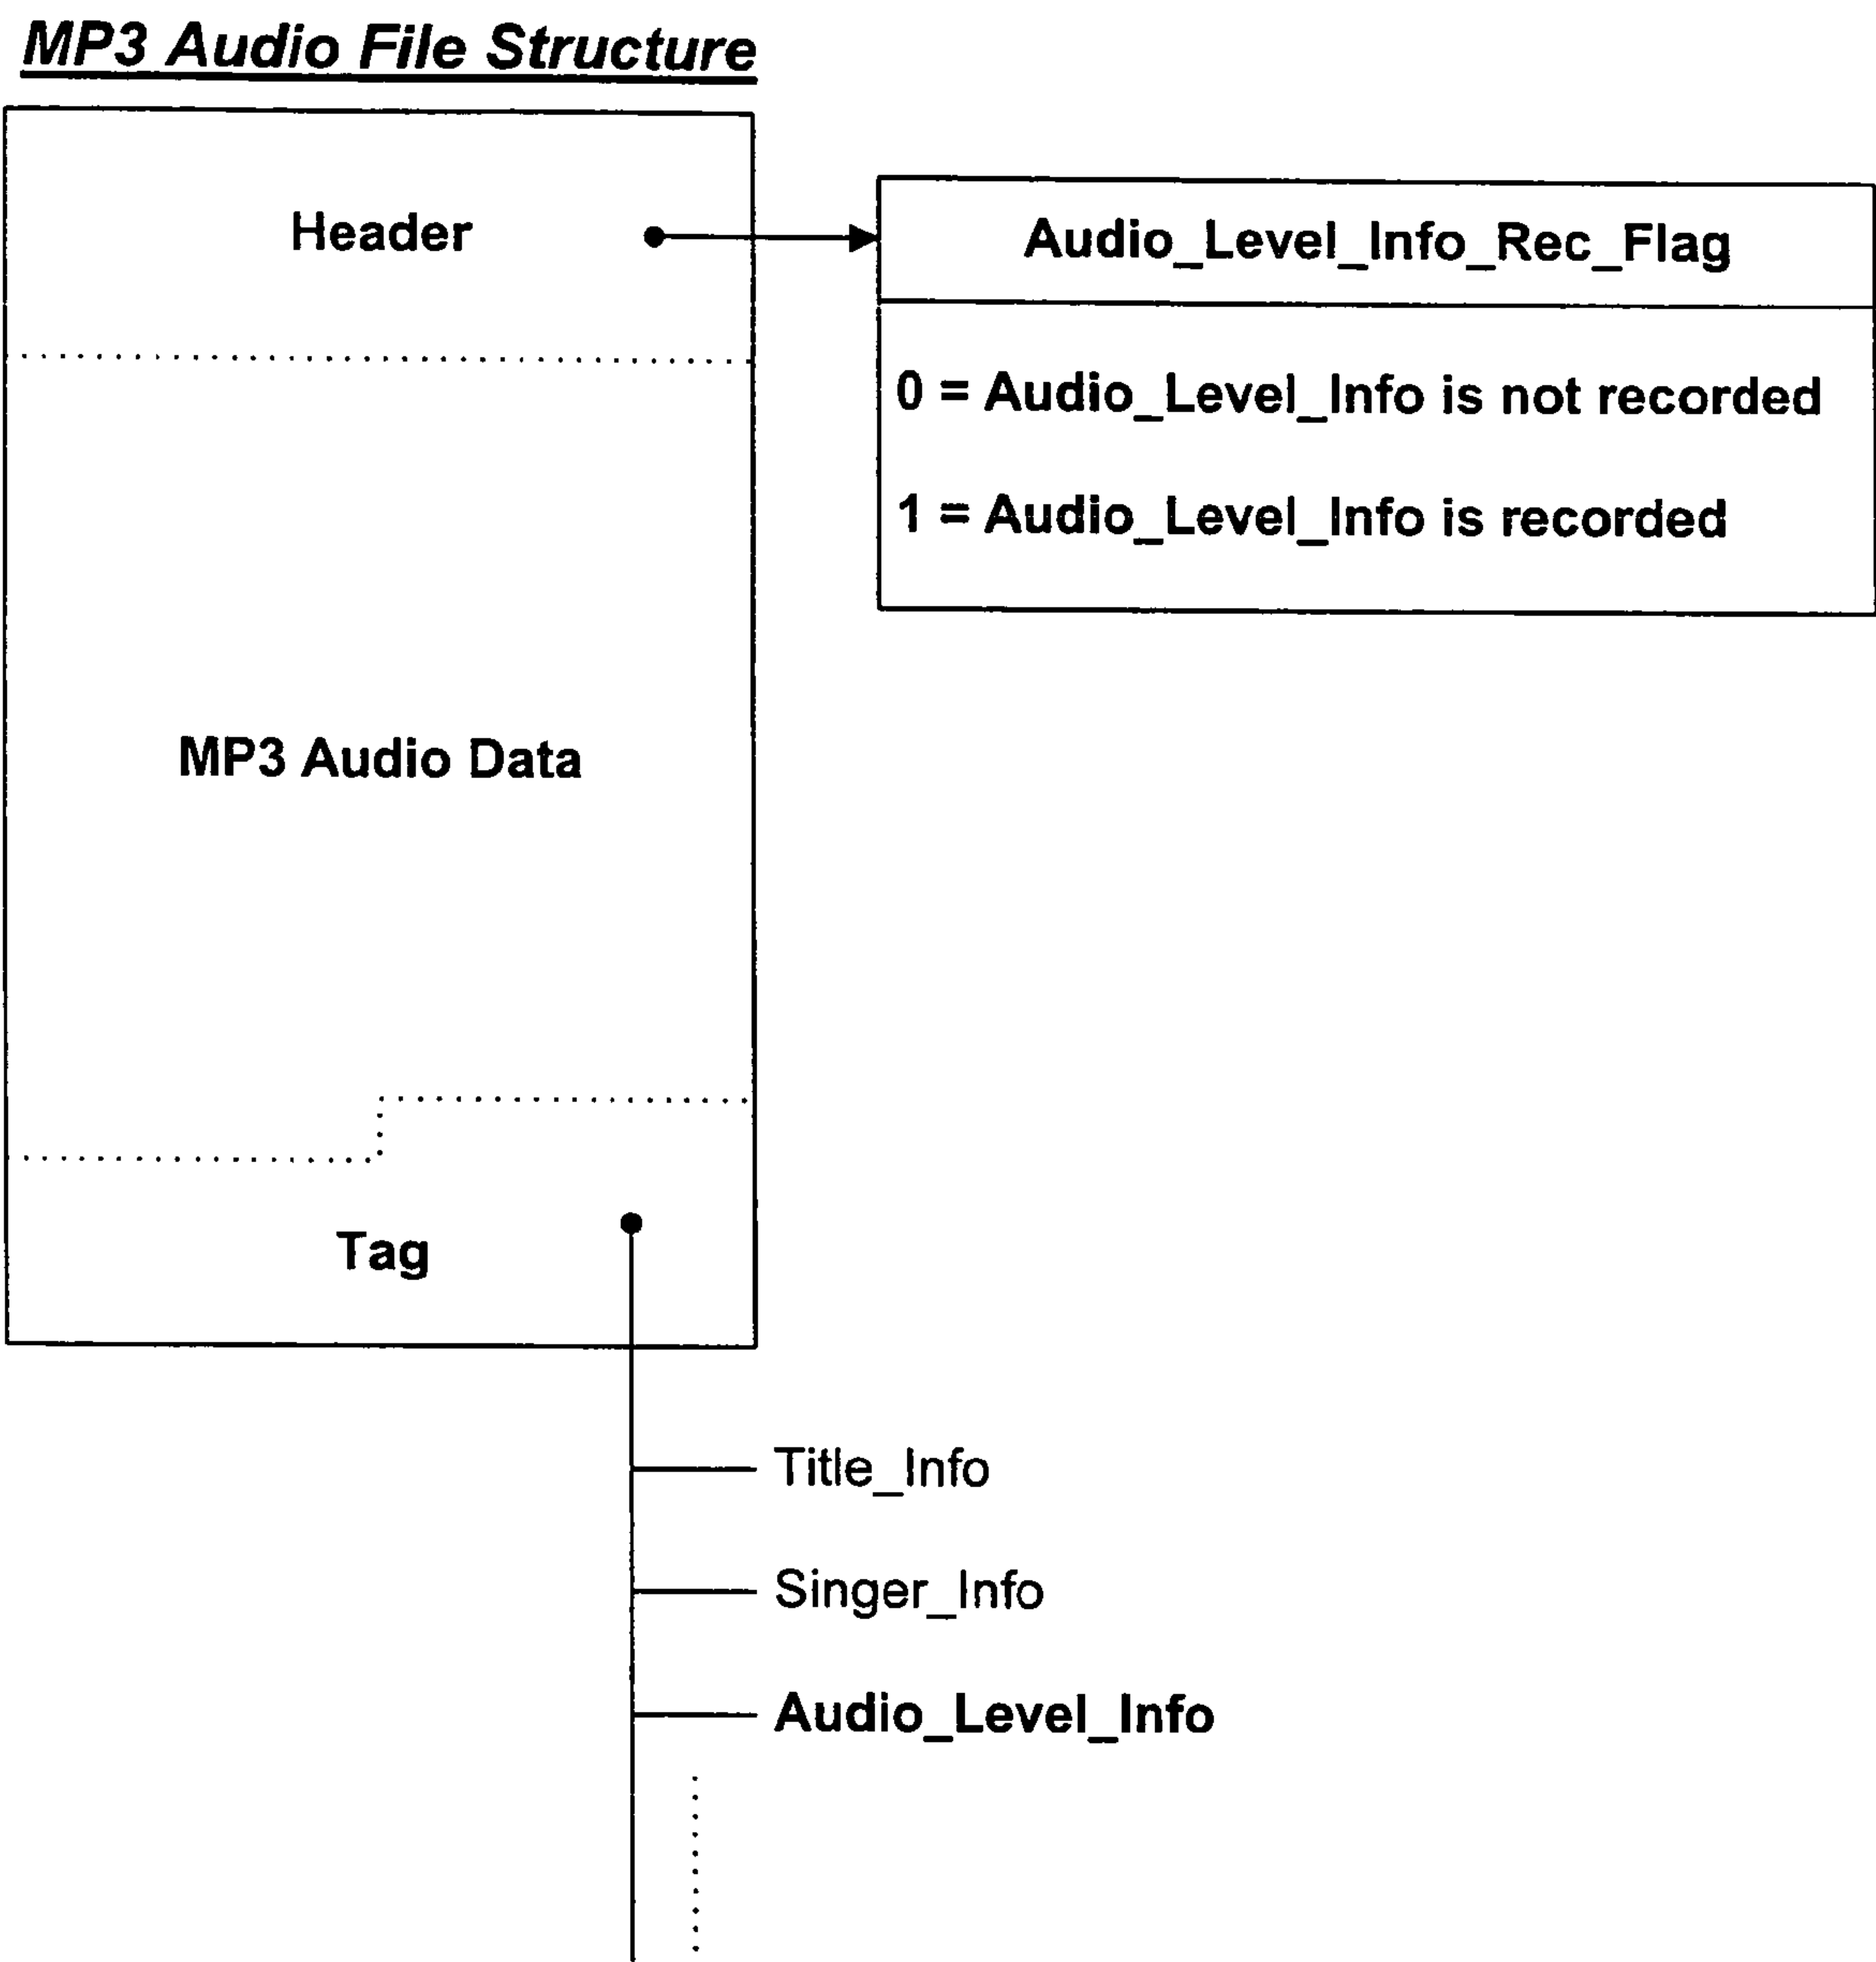 MP3 Audio File Structure
Header
Audio_Level_Info_Rec_Flag
0 = Audio_Level_Info is not recorded
1 = Audio_Level_Info is recorded
MP3 Audio Data
Tag
Title_Info
Singer_Info
Audio_Level_Info